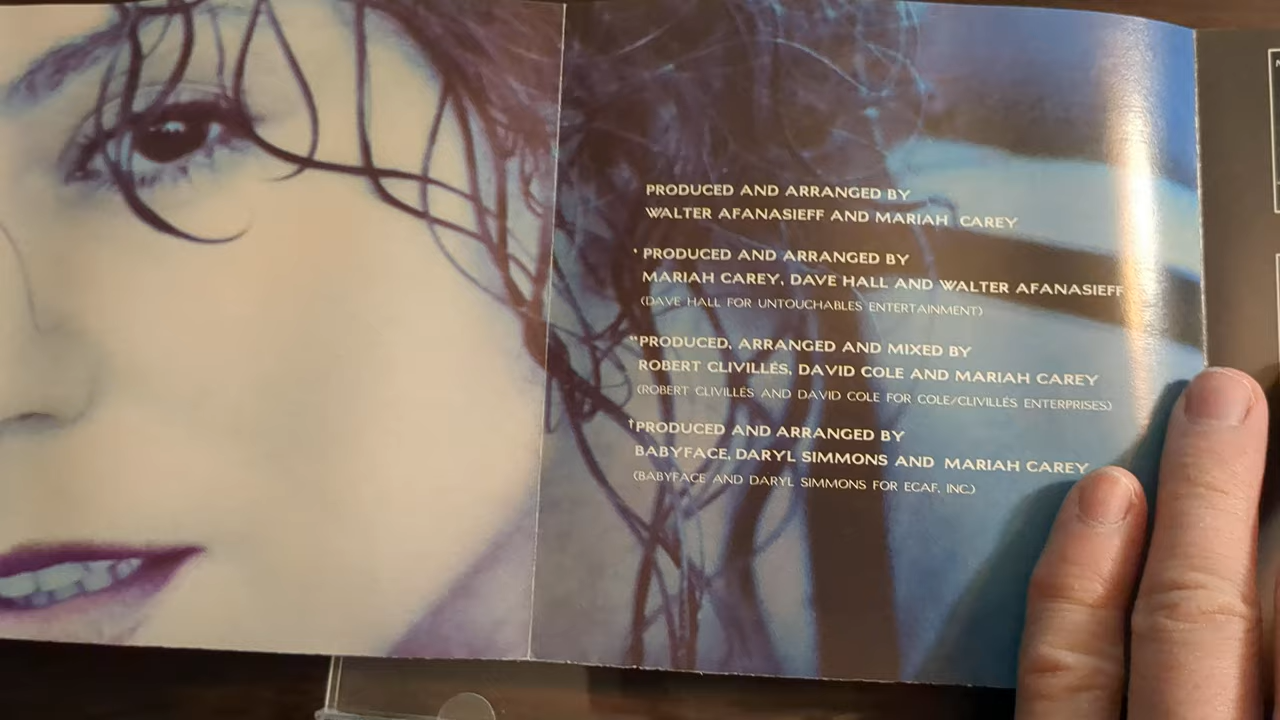 PRODUCED AND ARRANGED BY
WALTER AFANASIEFF AND MARIAH CAREY
* PRODUCED AND ARRANGED BY
MARIAH CAREY, DAVE HALL AND WALTER AFANASIEFF
(DAVE HALL FOR UNTOUCHABLES ENTERTAINMENT)
**PRODUCED, ARRANGED AND MIXED BY
ROBERT CLIVILLÉS, DAVID COLE AND MARIAH CAREY
(ROBERT CLIVILLÉS AND DAVID COLE FOR COLE/CLIVILLÉS ENTERPRISES)
†PRODUCED AND ARRANGED BY
BABYFACE, DARYL SIMMONS AND MARIAH CAREY
(BABYFACE AND DARYL SIMMONS FOR ECAF, INC.)